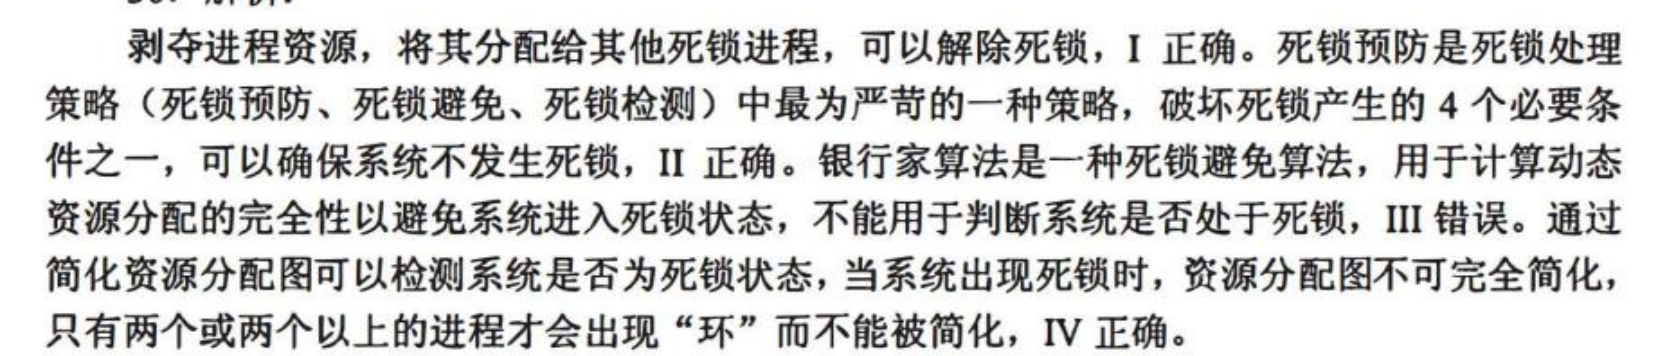 剥夺进程资源，将其分配给其他死锁进程，可以解除死锁，I 正确。死锁预防是死锁处理
策略（死锁预防、死锁避免、死锁检测）中最为严苛的一种策略，破坏死锁产生的 4 个必要条
件之一，可以确保系统不发生死锁，II 正确。银行家算法是一种死锁避免算法，用于计算动态
资源分配的完全性以避免系统进入死锁状态，不能用于判断系统是否处于死锁，III 错误。通过
简化资源分配图可以检测系统是否为死锁状态，当系统出现死锁时，资源分配图不可完全简化，
只有两个或两个以上的进程才会出现“环”而不能被简化，IV 正确。